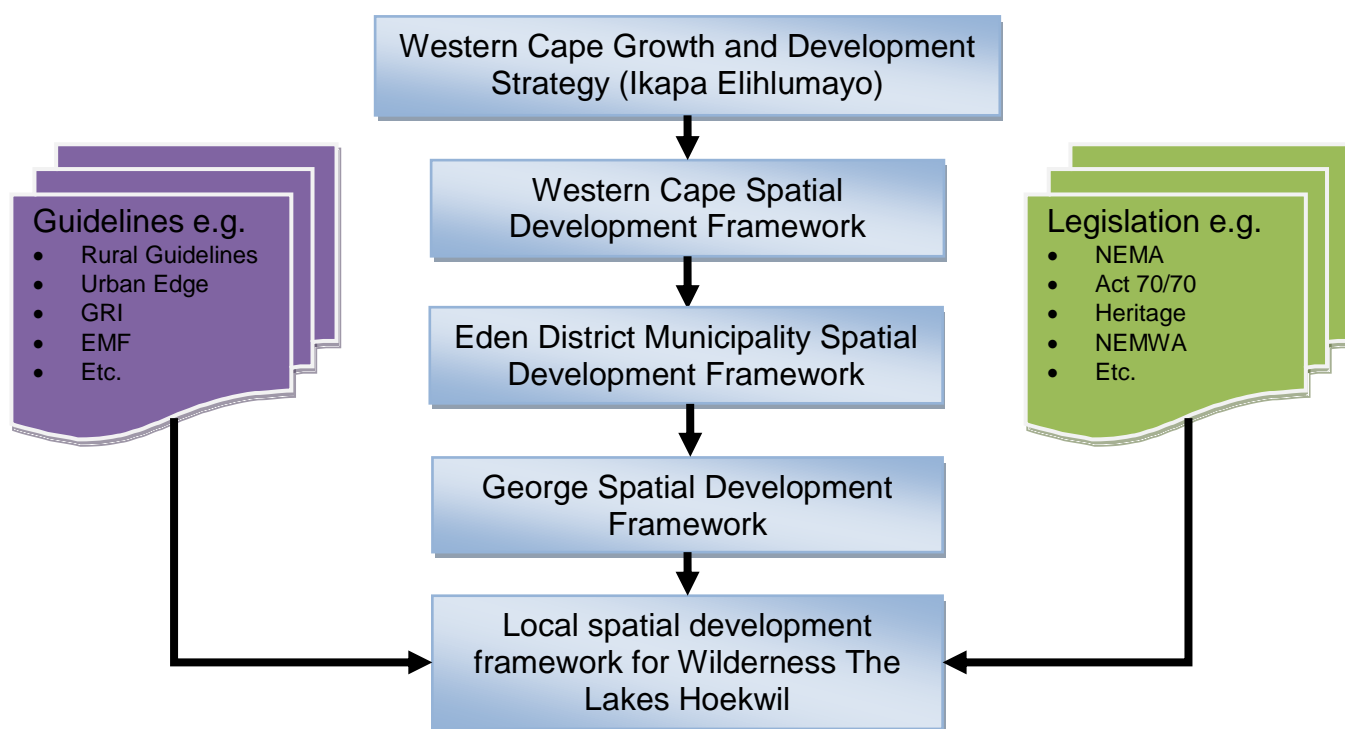 Western Cape Growth and Development
Strategy (Ikapa Elihlumayo)
Western Cape Spatial
Development Framework
Eden District Municipality Spatial
Development Framework
George Spatial Development
Framework
Local spatial development
framework for Wilderness The
Lakes Hoekwil
Guidelines e.g.
• Rural Guidelines
• Urban Edge
• GRI
• EMF
• Etc.
Legislation e.g.
• NEMA
• Act 70/70
• Heritage
• NEMWA
• Etc.